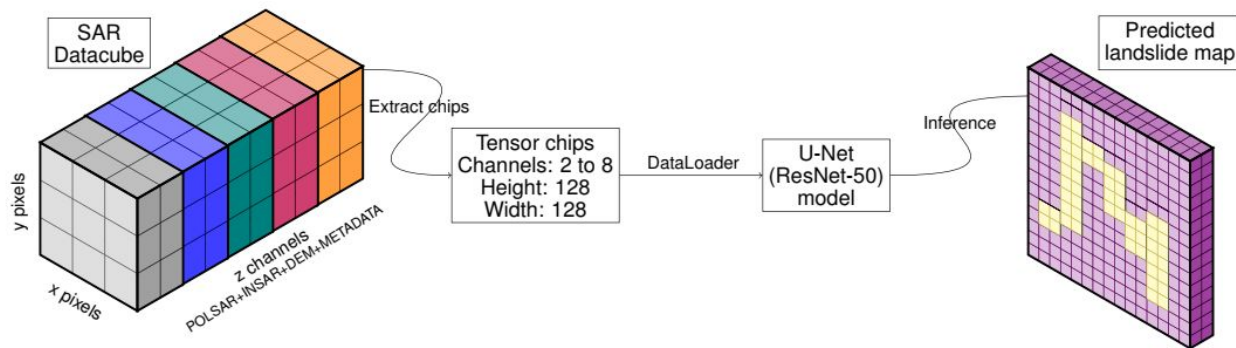 SAR
Datacube
y pixels
x pixels
z channels
POLSAR+INSAR+DEM+METADATA
Extract chips
Tensor chips
Channels: 2 to 8
Height: 128
Width: 128
DataLoader
U-Net
(ResNet-50)
model
Inference
Predicted
landslide map